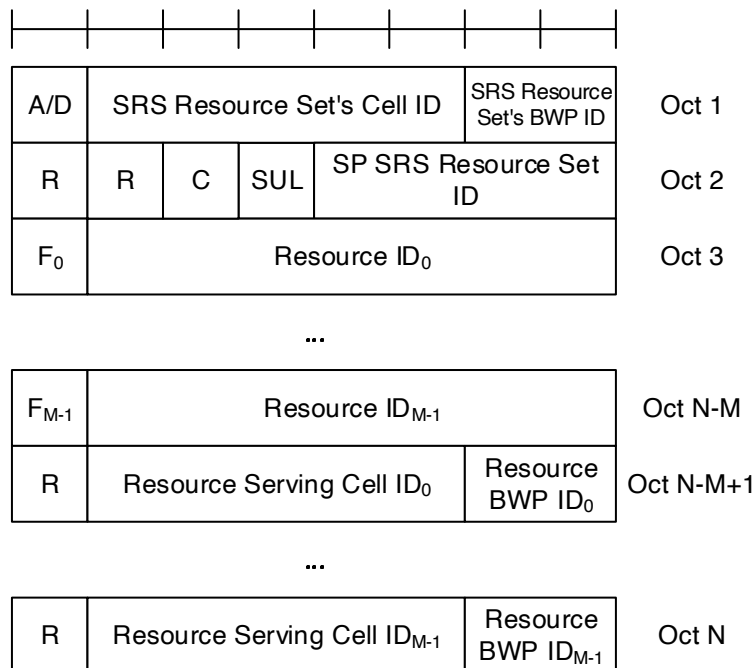 A/D SRS Resource Set's Cell ID SRS Resource Set's BWP ID Oct 1
R R C SUL SP SRS Resource Set ID Oct 2
F0 Resource ID0 Oct 3
...
FM-1 Resource IDM-1 Oct N-M
R Resource Serving Cell ID0 Resource BWP ID0 Oct N-M+1
...
R Resource Serving Cell IDM-1 Resource BWP IDM-1 Oct N